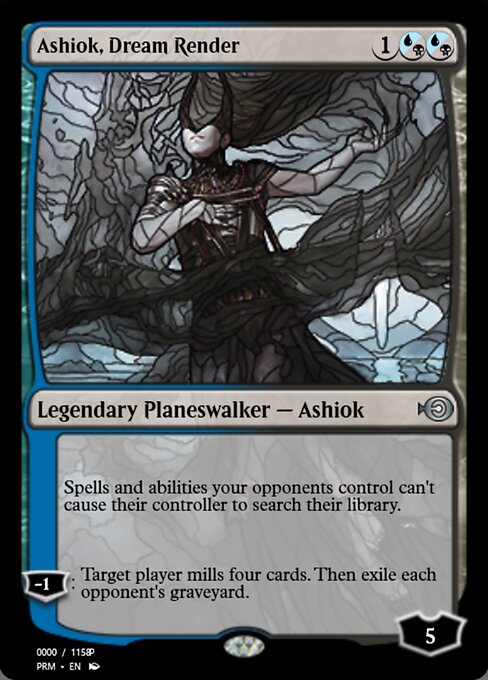 Ashiok, Dream Render 1
Legendary Planeswalker — Ashiok
Spells and abilities your opponents control can't
cause their controller to search their library.
-1 : Target player mills four cards. Then exile each
opponent's graveyard.
5
0000 / 1158P
PRM • EN